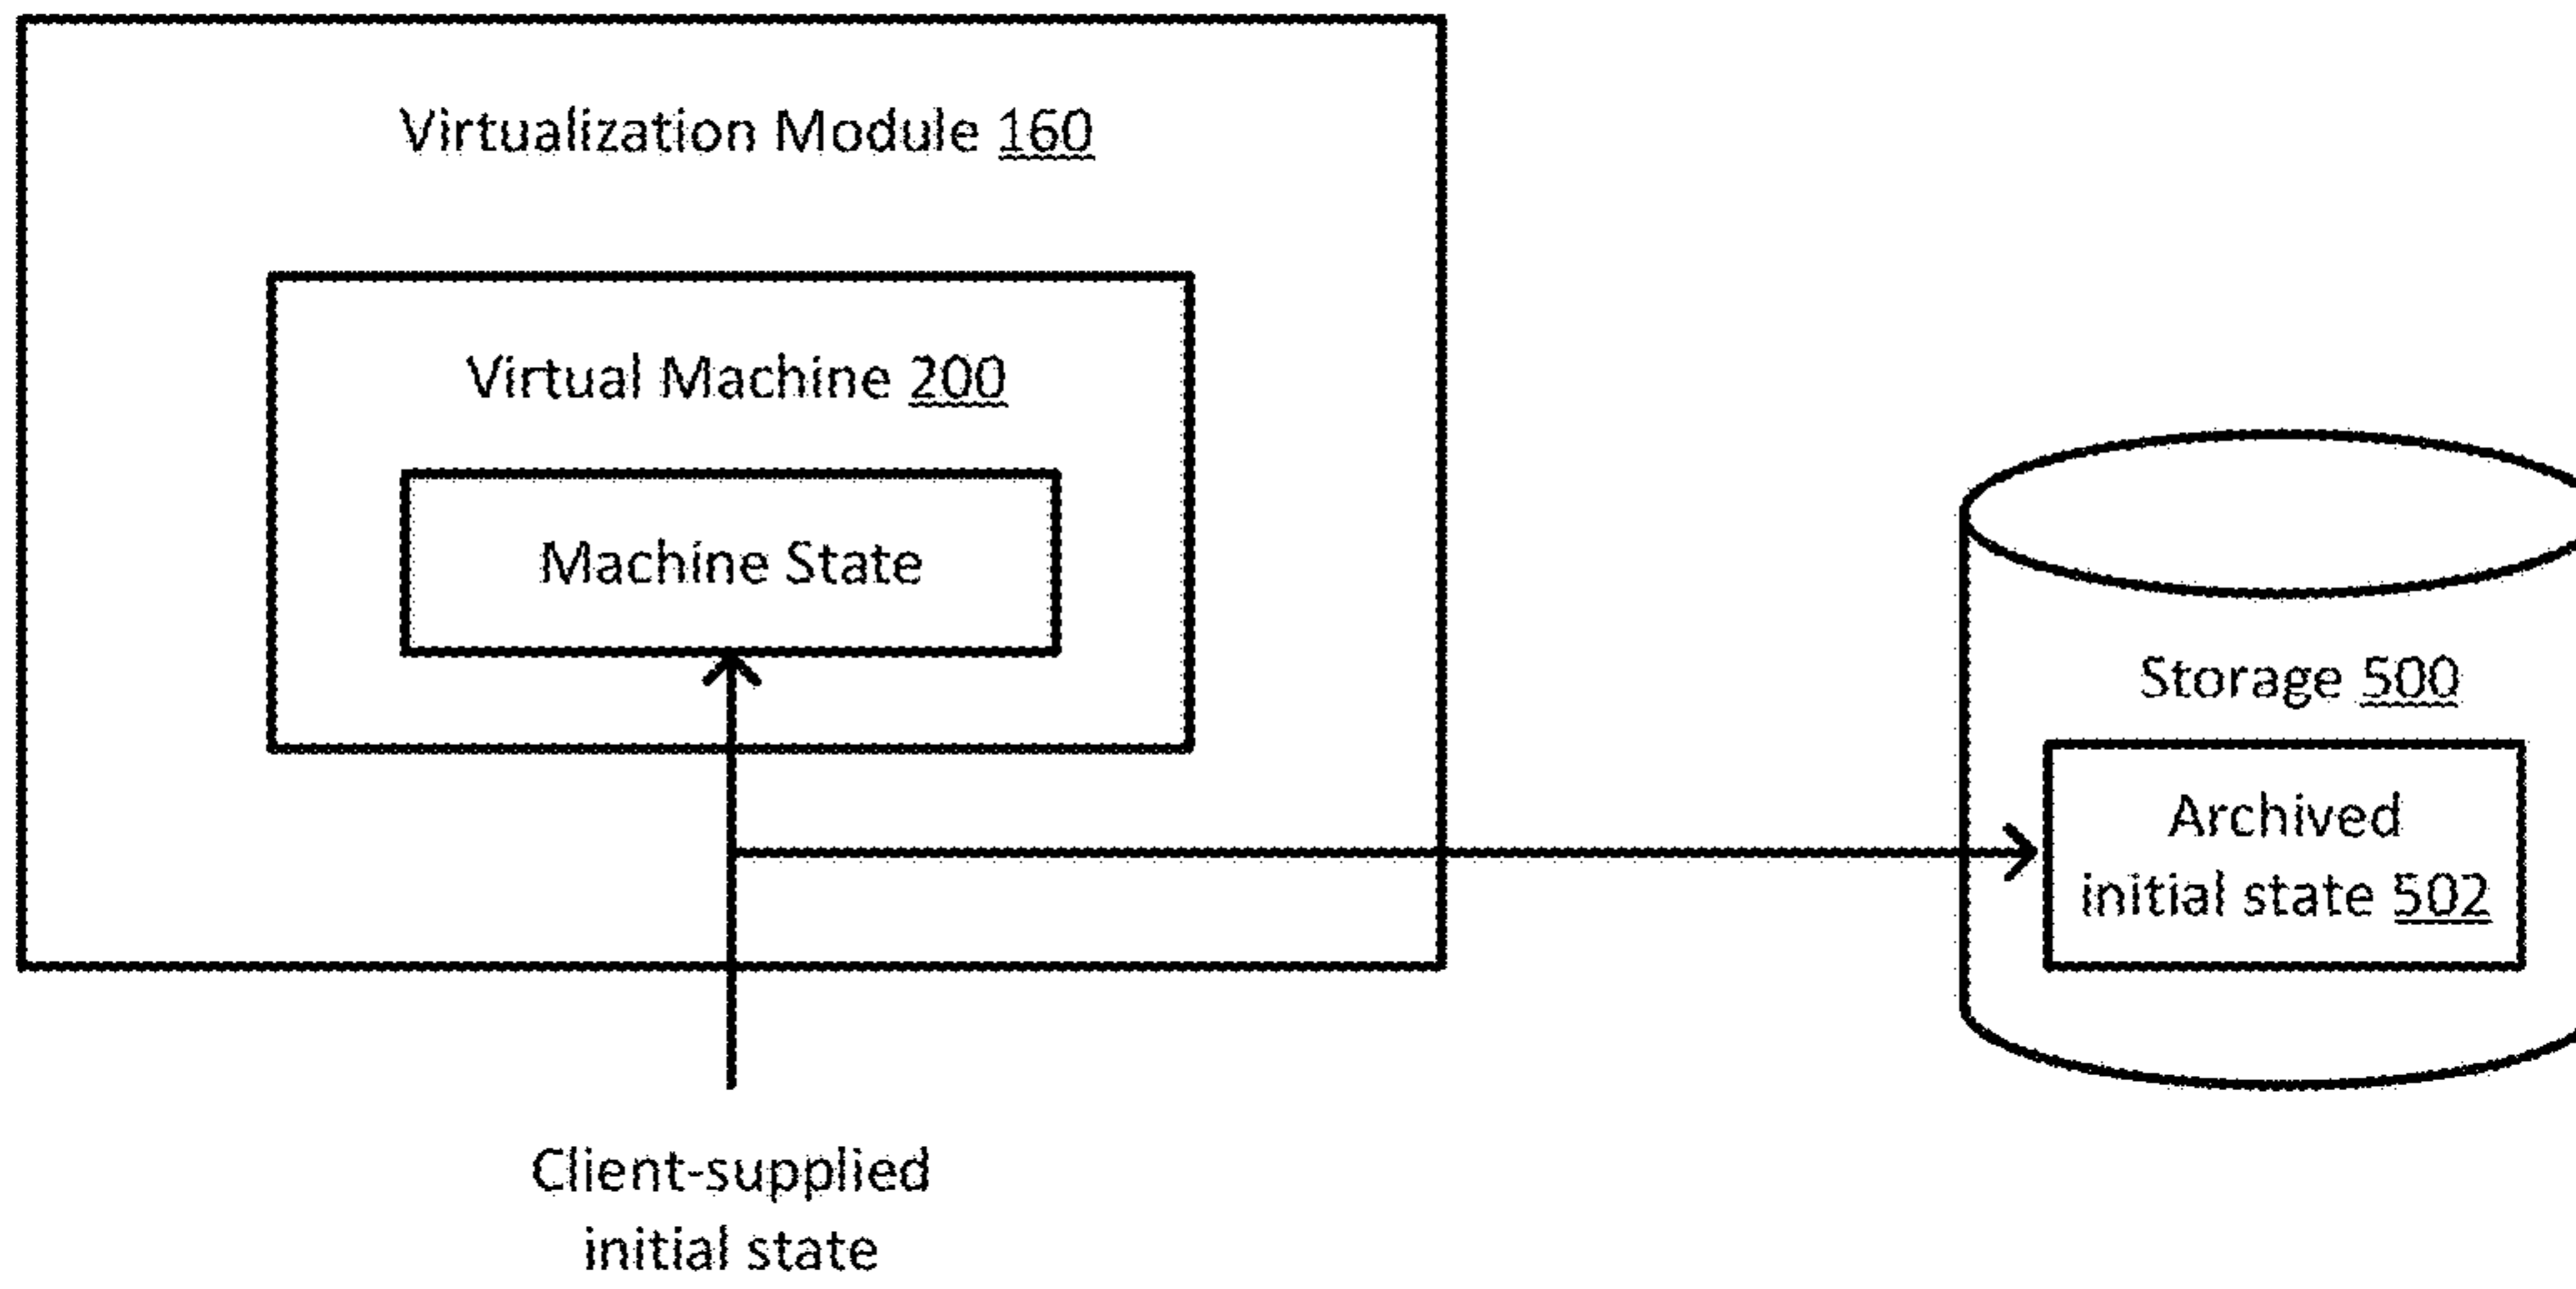 Virtualization Module 160
Virtual Machine 200
Machine State
Storage 500
Archived
initial state 502
Client-supplied
initial state